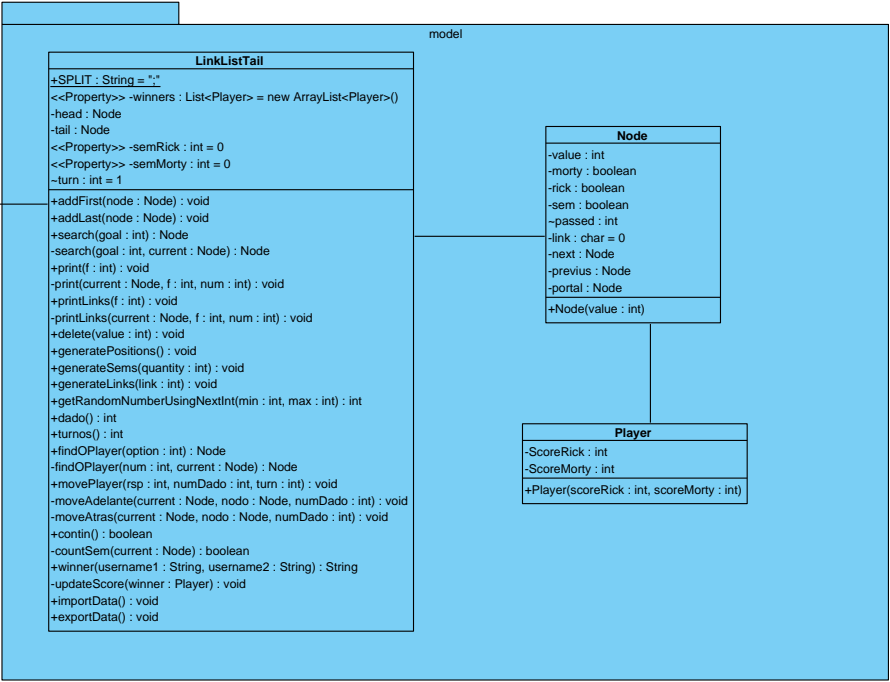 model
LinkListTail
+SPLIT : String = ";"
<<Property>> -winners : List<Player> = new ArrayList<Player>()
-head : Node
-tail : Node
<<Property>> -semRick : int = 0
<<Property>> -semMorty : int = 0
~turn : int = 1
+addFirst(node : Node) : void
+addLast(node : Node) : void
+search(goal : int) : Node
-search(goal : int, current : Node) : Node
+print(f : int) : void
-print(current : Node, f : int, num : int) : void
+printLinks(f : int) : void
-printLinks(current : Node, f : int, num : int) : void
+delete(value : int) : void
+generatePositions() : void
+generateSems(quantity : int) : void
+generateLinks(link : int) : void
+getRandomNumberUsingNextInt(min : int, max : int) : int
+dado() : int
+turnos() : int
+findOPlayer(option : int) : Node
-findOPlayer(num : int, current : Node) : Node
+movePlayer(rsp : int, numDado : int, turn : int) : void
-moveAdelante(current : Node, nodo : Node, numDado : int) : void
-moveAtras(current : Node, nodo : Node, numDado : int) : void
+contin() : boolean
-countSem(current : Node) : boolean
+winner(username1 : String, username2 : String) : String
-updateScore(winner : Player) : void
+importData() : void
+exportData() : void
Node
-value : int
-morty : boolean
-rick : boolean
-sem : boolean
~passed : int
-link : char = 0
-next : Node
-previus : Node
-portal : Node
+Node(value : int)
Player
-ScoreRick : int
-ScoreMorty : int
+Player(scoreRick : int, scoreMorty : int)